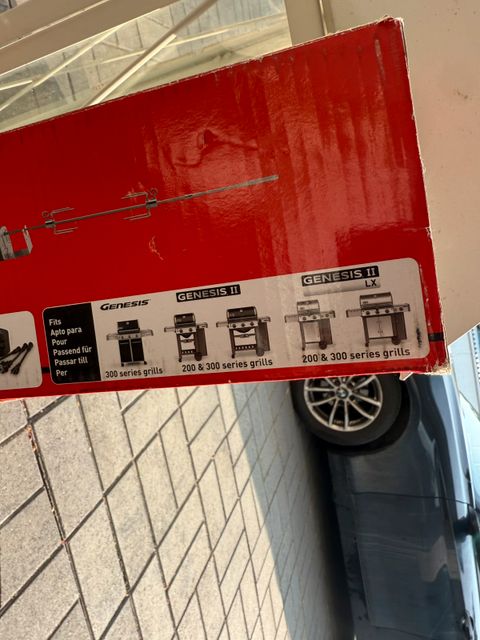 Fits
Apto para
Pour
Passend für
Passar till
Per
GENESIS
300 series grills
GENESIS II
200 & 300 series grills
GENESIS II
LX
200 & 300 series grills